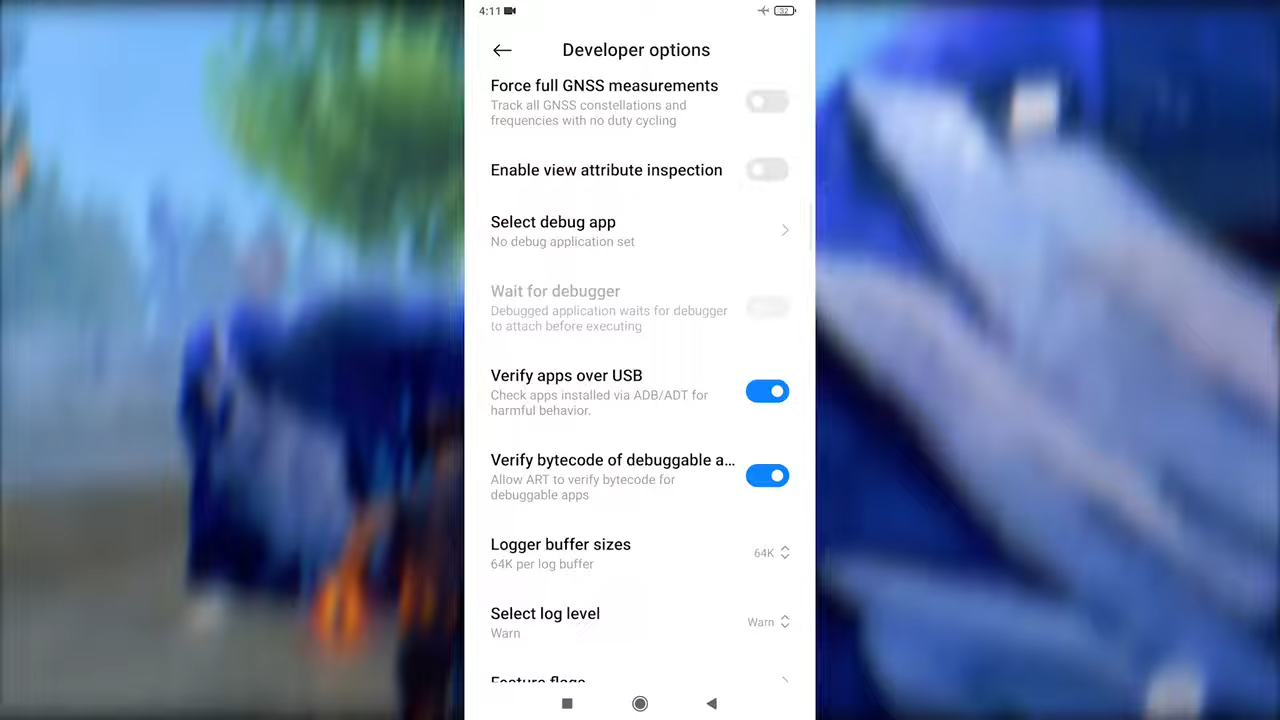 4:11
32
Developer options
Force full GNSS measurements
Track all GNSS constellations and
frequencies with no duty cycling
Enable view attribute inspection
Select debug app
No debug application set
Wait for debugger
Debugged application waits for debugger
to attach before executing
Verify apps over USB
Check apps installed via ADB/ADT for
harmful behavior.
Verify bytecode of debuggable a...
Allow ART to verify bytecode for
debuggable apps
Logger buffer sizes
64K
64K per log buffer
Select log level
Warn
Warn
Feature flags